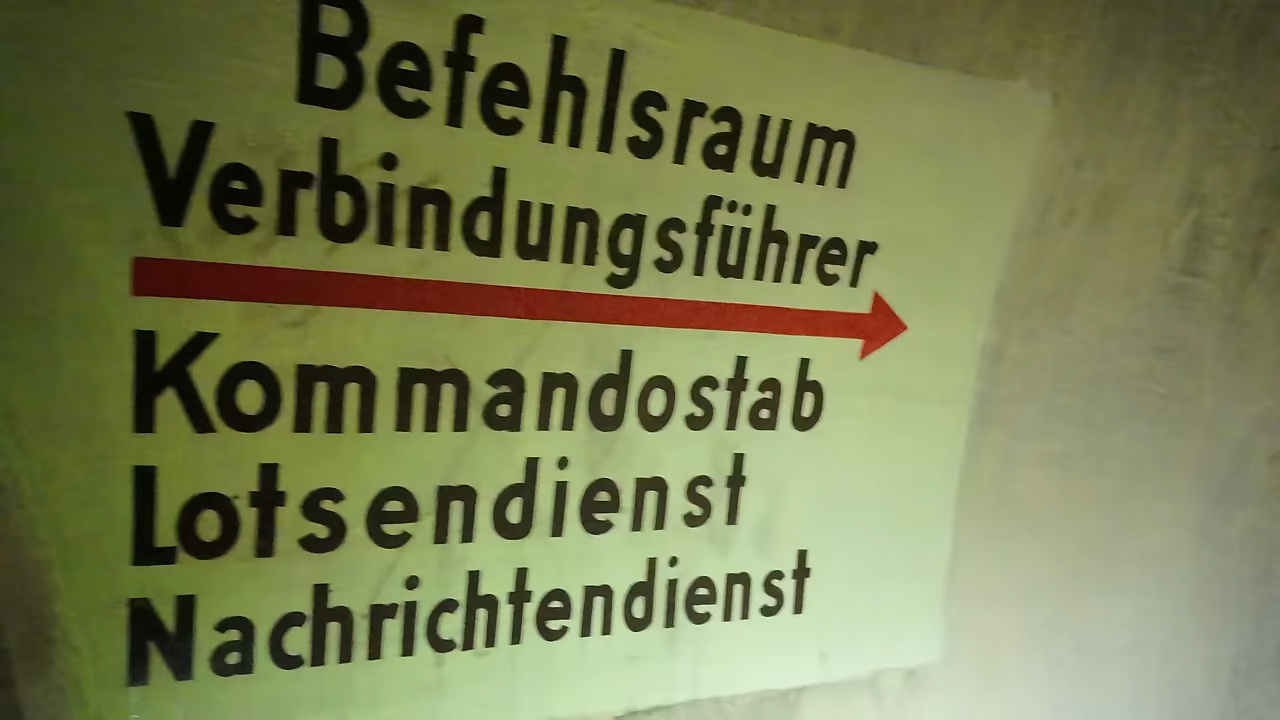 Befehlsraum
Verbindungsführer
Kommandostab
Lotsendienst
Nachrichtendienst